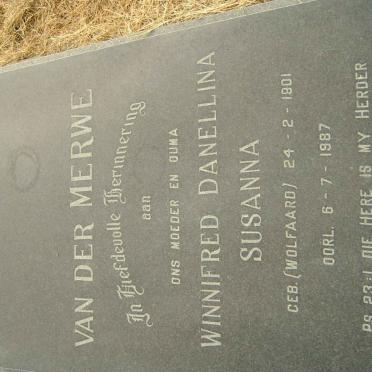 VAN DER MERWE
In Liefdevolle Herinnering
aan
ONS MOEDER EN OUMA
WINNIFRED DANELLINA
SUSANNA
GEB. (WOLFAARD) 24 - 2 - 1901
OORL. 6 - 7 - 1987
PS. 23:1 DIE HERE IS MY HERDER